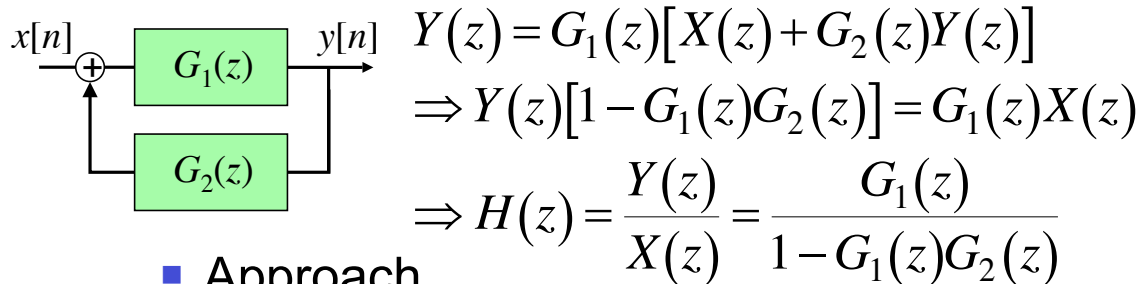 x[n]
+
G₁(z)
y[n]
G₂(z)
Y(z) = G₁(z)[X(z) + G₂(z)Y(z)]
⇒ Y(z)[1 − G₁(z)G₂(z)] = G₁(z)X(z)
⇒ H(z) = Y(z)/X(z) = G₁(z)/1 − G₁(z)G₂(z)
■ Approach